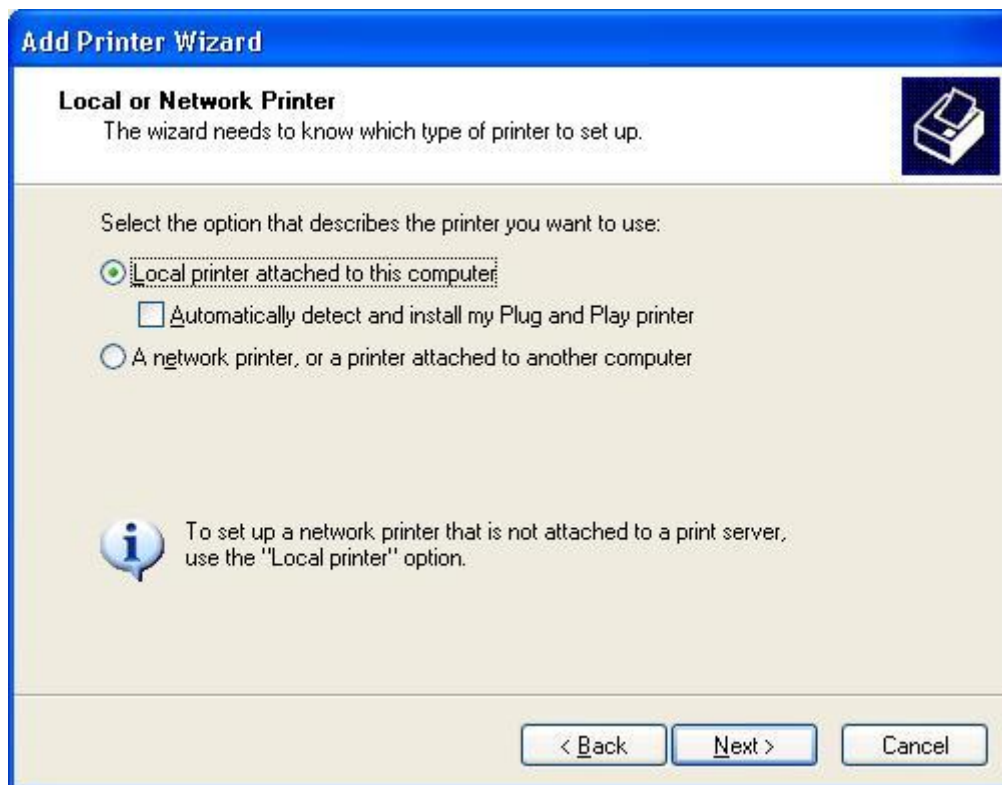 Add Printer Wizard
Local or Network Printer
The wizard needs to know which type of printer to set up.
Select the option that describes the printer you want to use:
Local printer attached to this computer
Automatically detect and install my Plug and Play printer
A network printer, or a printer attached to another computer
To set up a network printer that is not attached to a print server,
use the "Local printer" option.
< Back Next > Cancel